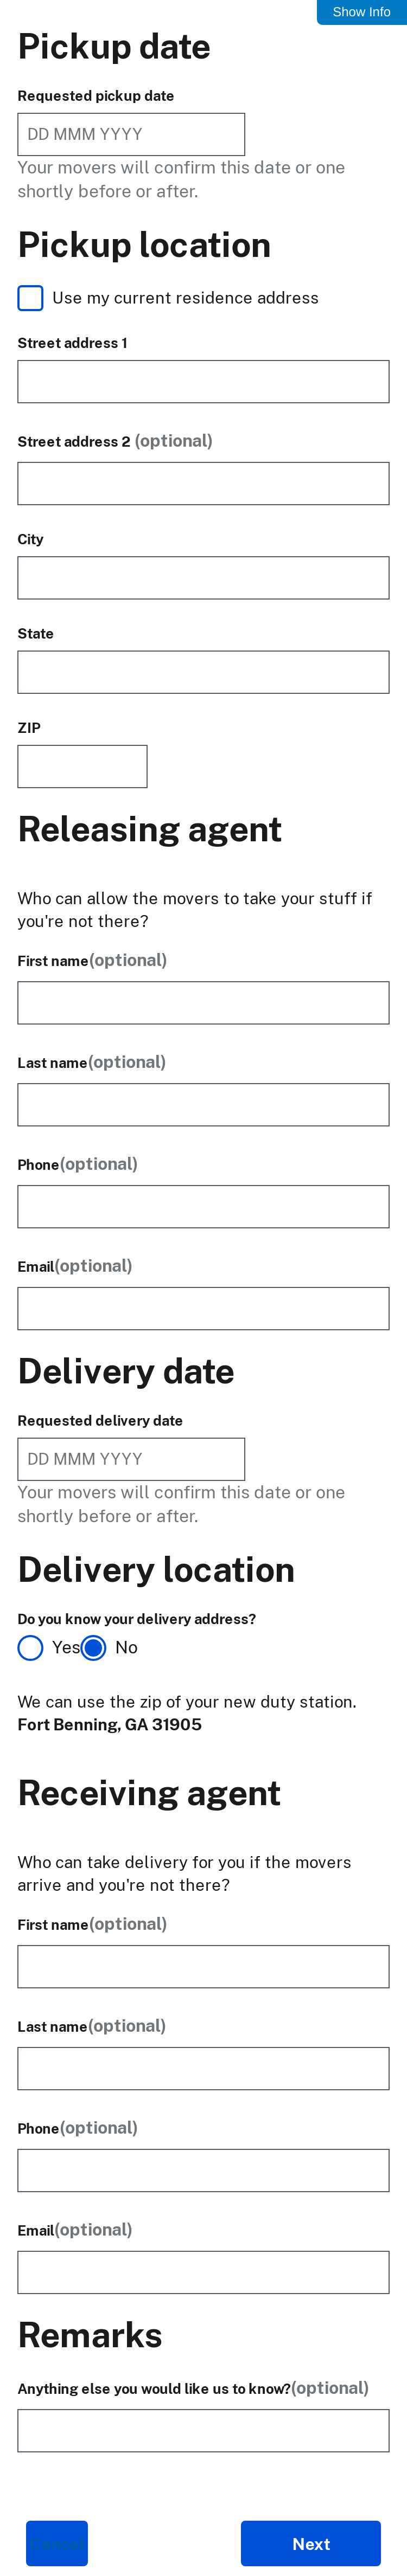 Show Info
Pickup date
Requested pickup date
DD MMM YYYY
Your movers will confirm this date or one
shortly before or after.
Pickup location
Use my current residence address
Street address 1
Street address 2 (optional)
City
State
ZIP
Releasing agent
Who can allow the movers to take your stuff if
you're not there?
First name(optional)
Last name(optional)
Phone(optional)
Email(optional)
Delivery date
Requested delivery date
DD MMM YYYY
Your movers will confirm this date or one
shortly before or after.
Delivery location
Do you know your delivery address?
Yes No
We can use the zip of your new duty station.
Fort Benning, GA 31905
Receiving agent
Who can take delivery for you if the movers
arrive and you're not there?
First name(optional)
Last name(optional)
Phone(optional)
Email(optional)
Remarks
Anything else you would like us to know?(optional)
Cancel Next